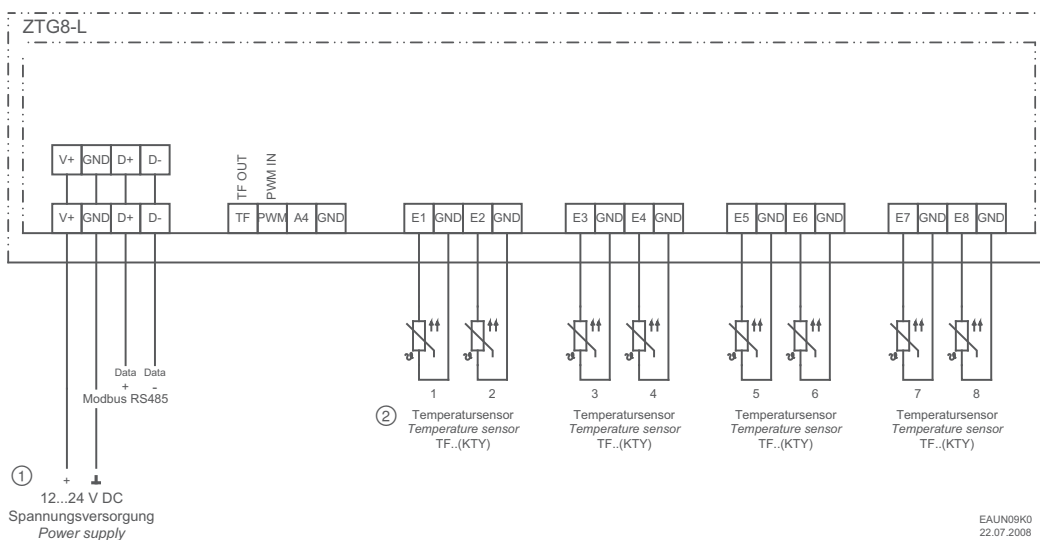 ZTG8-L
V+ GND D+ D-
TF OUT
PWM IN
V+ GND D+ D-
TF PWM A4 GND
E1 GND E2 GND
E3 GND E4 GND
E5 GND E6 GND
E7 GND E8 GND
Data Data
+ -
Modbus RS485
1 2
② Temperatursensor
Temperature sensor
TF..(KTY)
3 4
Temperatursensor
Temperature sensor
TF..(KTY)
5 6
Temperatursensor
Temperature sensor
TF..(KTY)
7 8
Temperatursensor
Temperature sensor
TF..(KTY)
① +
12...24 V DC
Spannungsversorgung
Power supply
EAUN09K0
22.07.2008